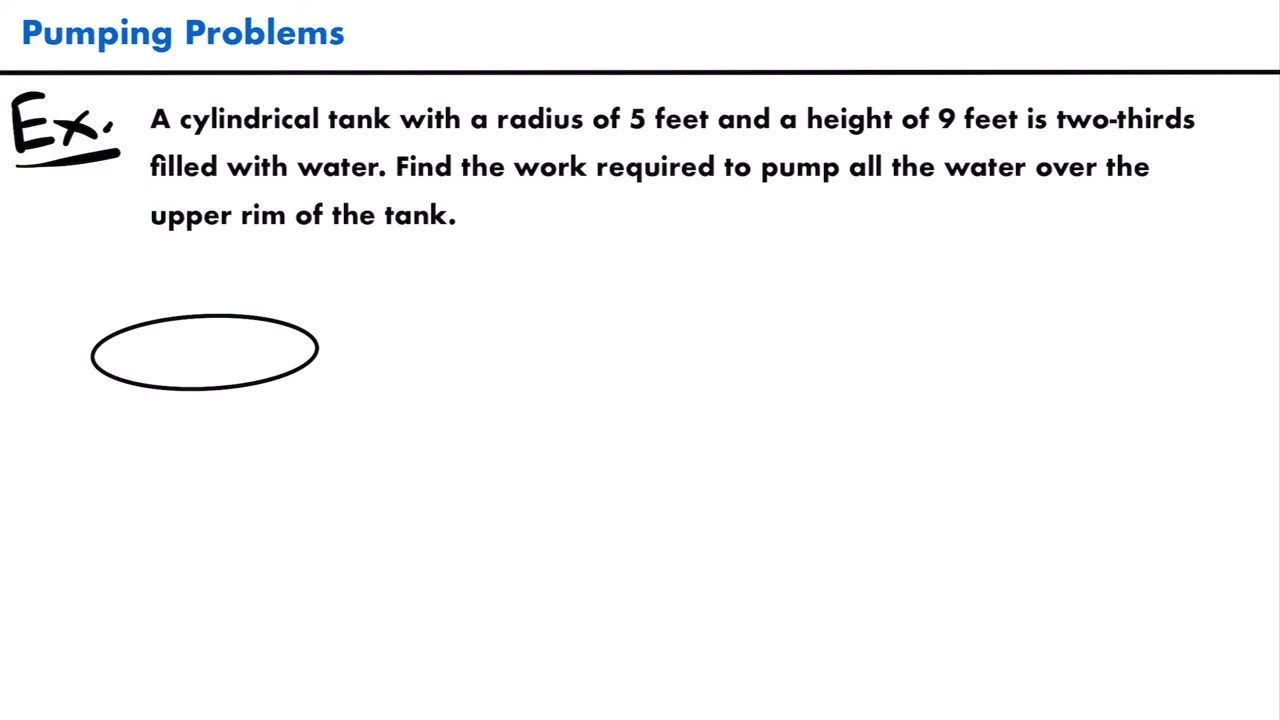 Pumping Problems
Ex. A cylindrical tank with a radius of 5 feet and a height of 9 feet is two-thirds
filled with water. Find the work required to pump all the water over the
upper rim of the tank.